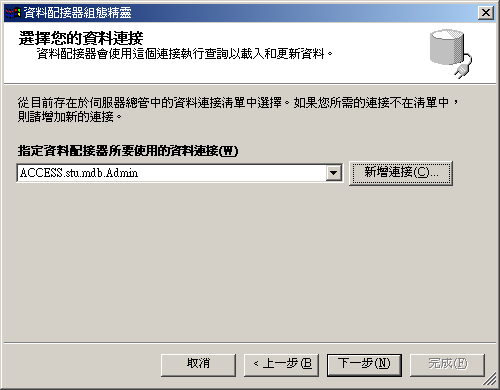 資料配接器組態精靈
選擇您的資料連接
資料配接器會使用這個連接執行查詢以載入和更新資料。
從目前存在於伺服器總管中的資料連接清單中選擇。如果您所需的連接不在清單中，
則請增加新的連接。
指定資料配接器所要使用的資料連接(W)
ACCESS.stu.mdb.Admin
新增連接(C)...
取消
< 上一步(B
下一步(N)
完成(F)